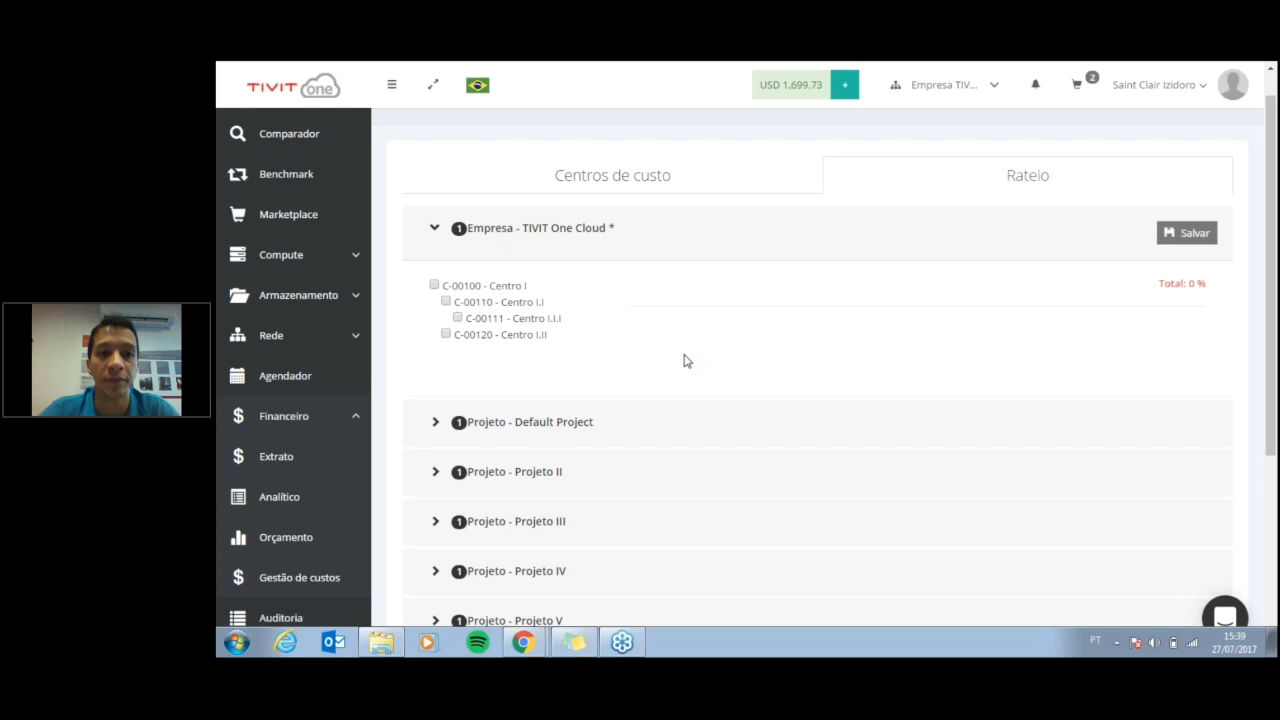 TIVIT one
USD 1,699.73 +
Empresa TIV...
2
Saint Clair Izidoro
Comparador
Benchmark
Marketplace
Compute
Armazenamento
Rede
Agendador
Financeiro
Extrato
Analítico
Orçamento
Gestão de custos
Auditoria
Centros de custo
Rateio
1 Empresa - TIVIT One Cloud *
Salvar
C-00100 - Centro I
Total: 0 %
C-00110 - Centro I.I
C-00111 - Centro I.I.I
C-00120 - Centro I.II
1 Projeto - Default Project
1 Projeto - Projeto II
1 Projeto - Projeto III
1 Projeto - Projeto IV
1 Projeto - Projeto V
PT
15:39
27/07/2017